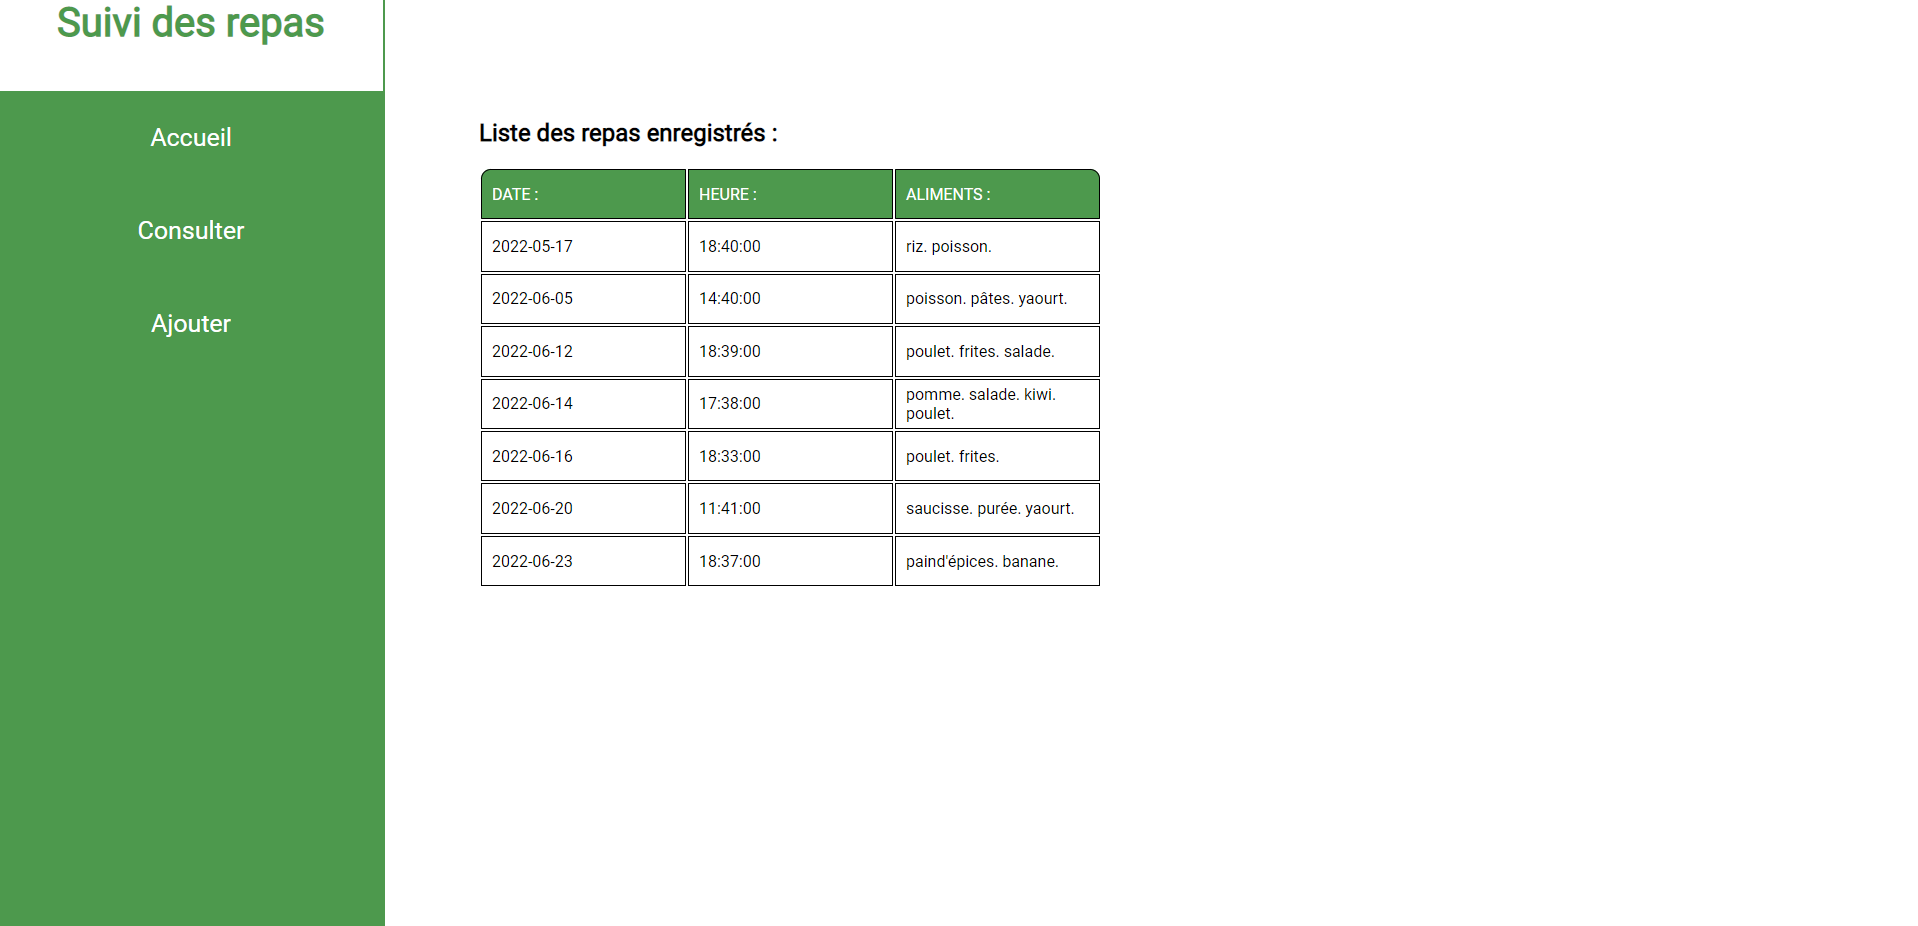 Suivi des repas
Accueil
Consulter
Ajouter
Liste des repas enregistrés :
DATE : HEURE : ALIMENTS :
2022-05-17 18:40:00 riz. poisson.
2022-06-05 14:40:00 poisson. pâtes. yaourt.
2022-06-12 18:39:00 poulet. frites. salade.
2022-06-14 17:38:00 pomme. salade. kiwi.
poulet.
2022-06-16 18:33:00 poulet. frites.
2022-06-20 11:41:00 saucisse. purée. yaourt.
2022-06-23 18:37:00 paind'épices. banane.